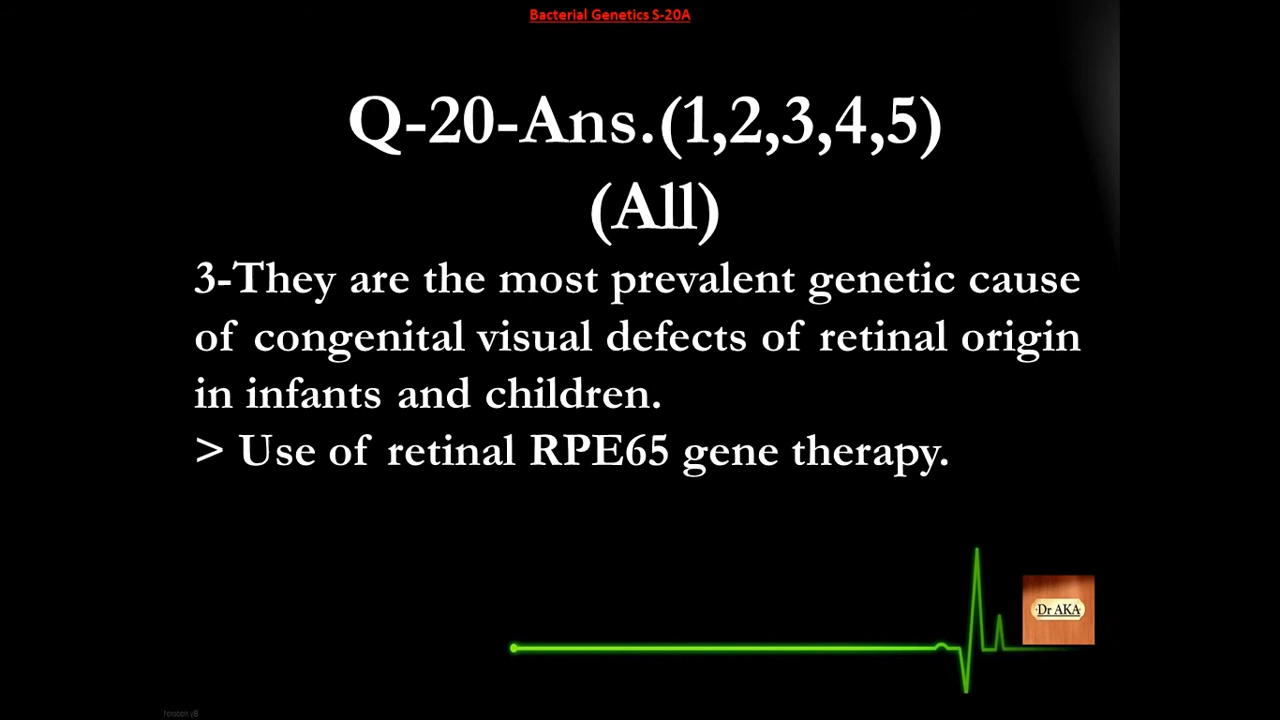 Bacterial Genetics S-20A
Q-20-Ans.(1,2,3,4,5)
(All)
3-They are the most prevalent genetic cause
of congenital visual defects of retinal origin
in infants and children.
> Use of retinal RPE65 gene therapy.
Dr AKA